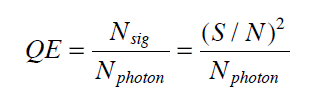 QE = N_sig / N_photon = (S / N)^2 / N_photon